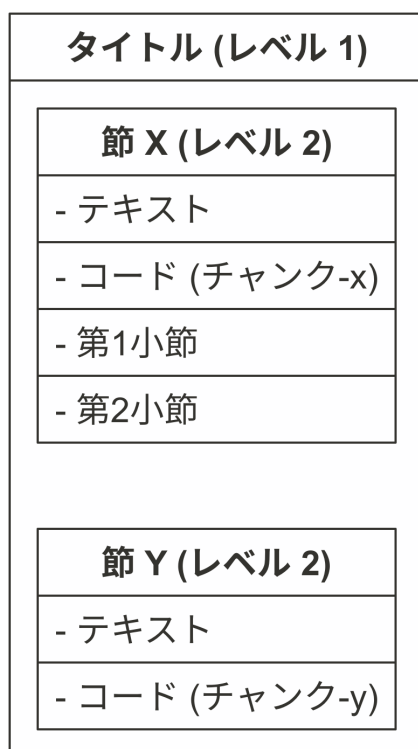 タイトル (レベル 1)
節 X (レベル 2)
- テキスト
- コード (チャンク-x)
- 第1小節
- 第2小節
節 Y (レベル 2)
- テキスト
- コード (チャンク-y)